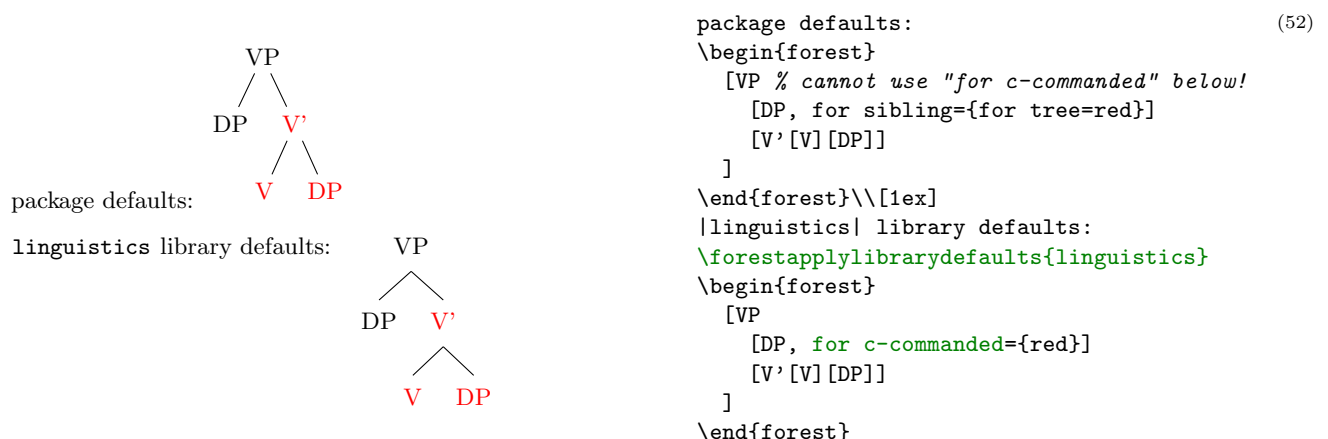 VP
DP V'
V DP
package defaults:
linguistics library defaults: VP
DP V'
V DP
package defaults: (52)
\begin{forest}
[VP % cannot use "for c-commanded" below!
[DP, for sibling={for tree=red}]
[V'[V][DP]]
]
\end{forest}\\[1ex]
|linguistics| library defaults:
\forestapplylibrarydefaults{linguistics}
\begin{forest}
[VP
[DP, for c-commanded={red}]
[V'[V][DP]]
]
\end{forest}